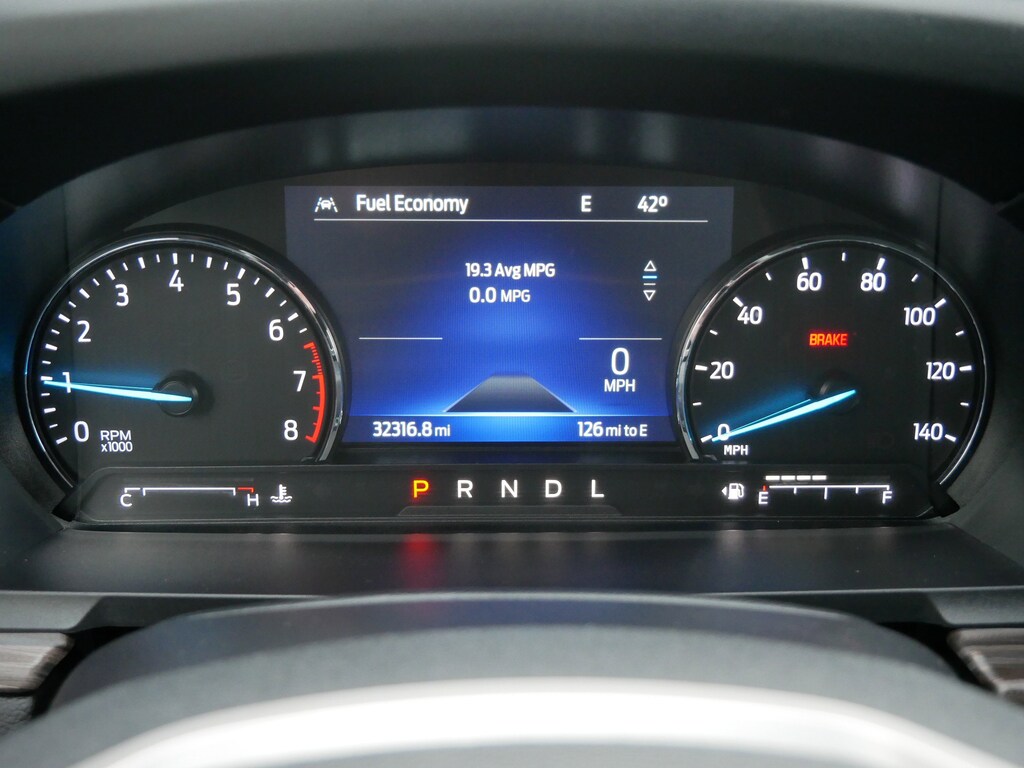 Fuel Economy E 42º
19.3 Avg MPG
0.0 MPG
0 MPH
32316.8 mi 126 mi to E
0 1 2 3 4 5 6 7 8
RPM
x1000
0 20 40 60 80 100 120 140
BRAKE
MPH
C H
P R N D L
E F